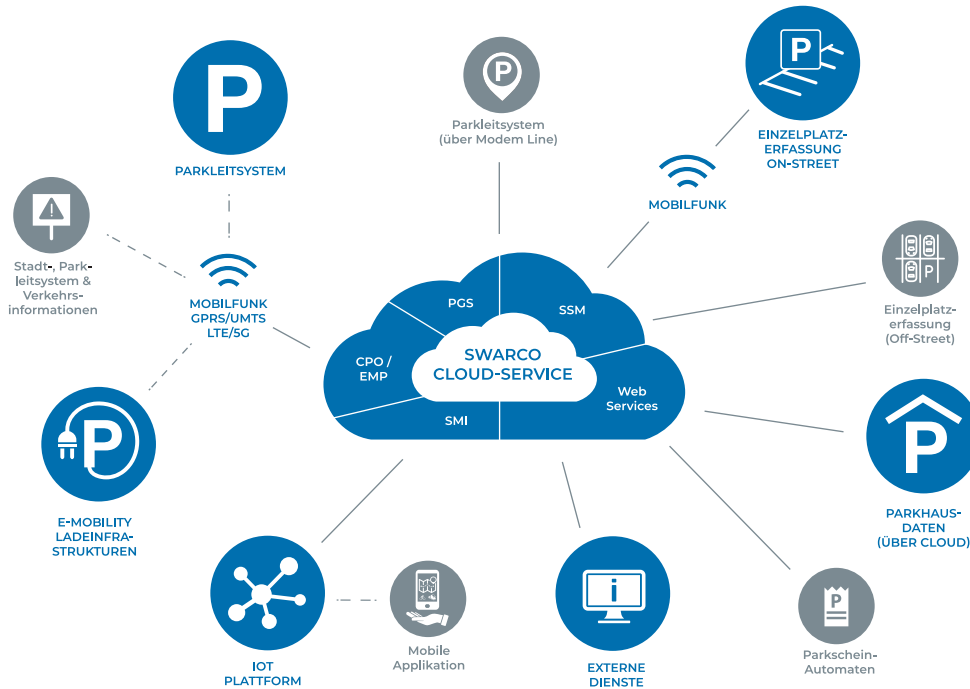 P
PARKLEITSYSTEM
P
Parkleitsystem
(über Modem Line)
P
EINZELPLATZ-
ERFASSUNG
ON-STREET
MOBILFUNK
Stadt-, Park-
leitsystem &
Verkehrs-
informationen
MOBILFUNK
GPRS/UMTS
LTE/5G
P
Einzelplatz-
erfassung
(Off-Street)
PGS
SSM
CPO /
EMP
SWARCO
CLOUD-SERVICE
Web
Services
SMI
P
E-MOBILITY
LADEINFRA-
STRUKTUREN
P
PARKHAUS-
DATEN
(ÜBER CLOUD)
IOT
PLATTFORM
Mobile
Applikation
i
EXTERNE
DIENSTE
P
Parkschein-
Automaten